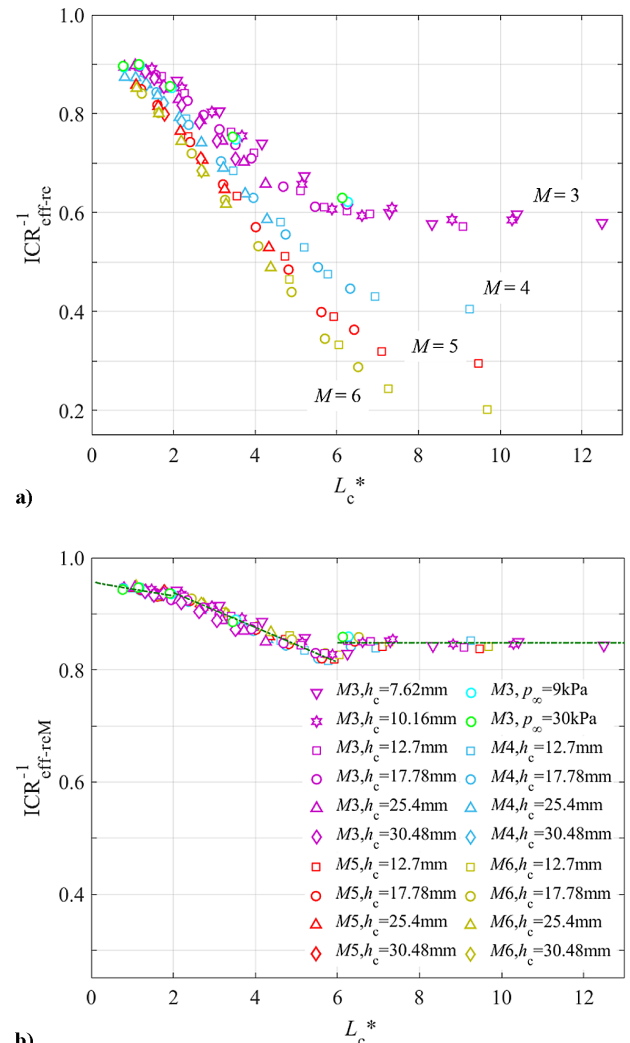 1.0
0.8
0.6
0.4
0.2
ICR⁻¹eff-rc
M = 3
M = 4
M = 5
M = 6
0 2 4 6 8 10 12
Lc*
a)
1.0
0.8
0.6
0.4
ICR⁻¹eff-rcM
M3,hc=7.62mm M3, p∞=9kPa
M3,hc=10.16mm M3, p∞=30kPa
M3,hc=12.7mm M4,hc=12.7mm
M3,hc=17.78mm M4,hc=17.78mm
M3,hc=25.4mm M4,hc=25.4mm
M3,hc=30.48mm M4,hc=30.48mm
M5,hc=12.7mm M6,hc=12.7mm
M5,hc=17.78mm M6,hc=17.78mm
M5,hc=25.4mm M6,hc=25.4mm
M5,hc=30.48mm M6,hc=30.48mm
0 2 4 6 8 10 12
Lc*
b)